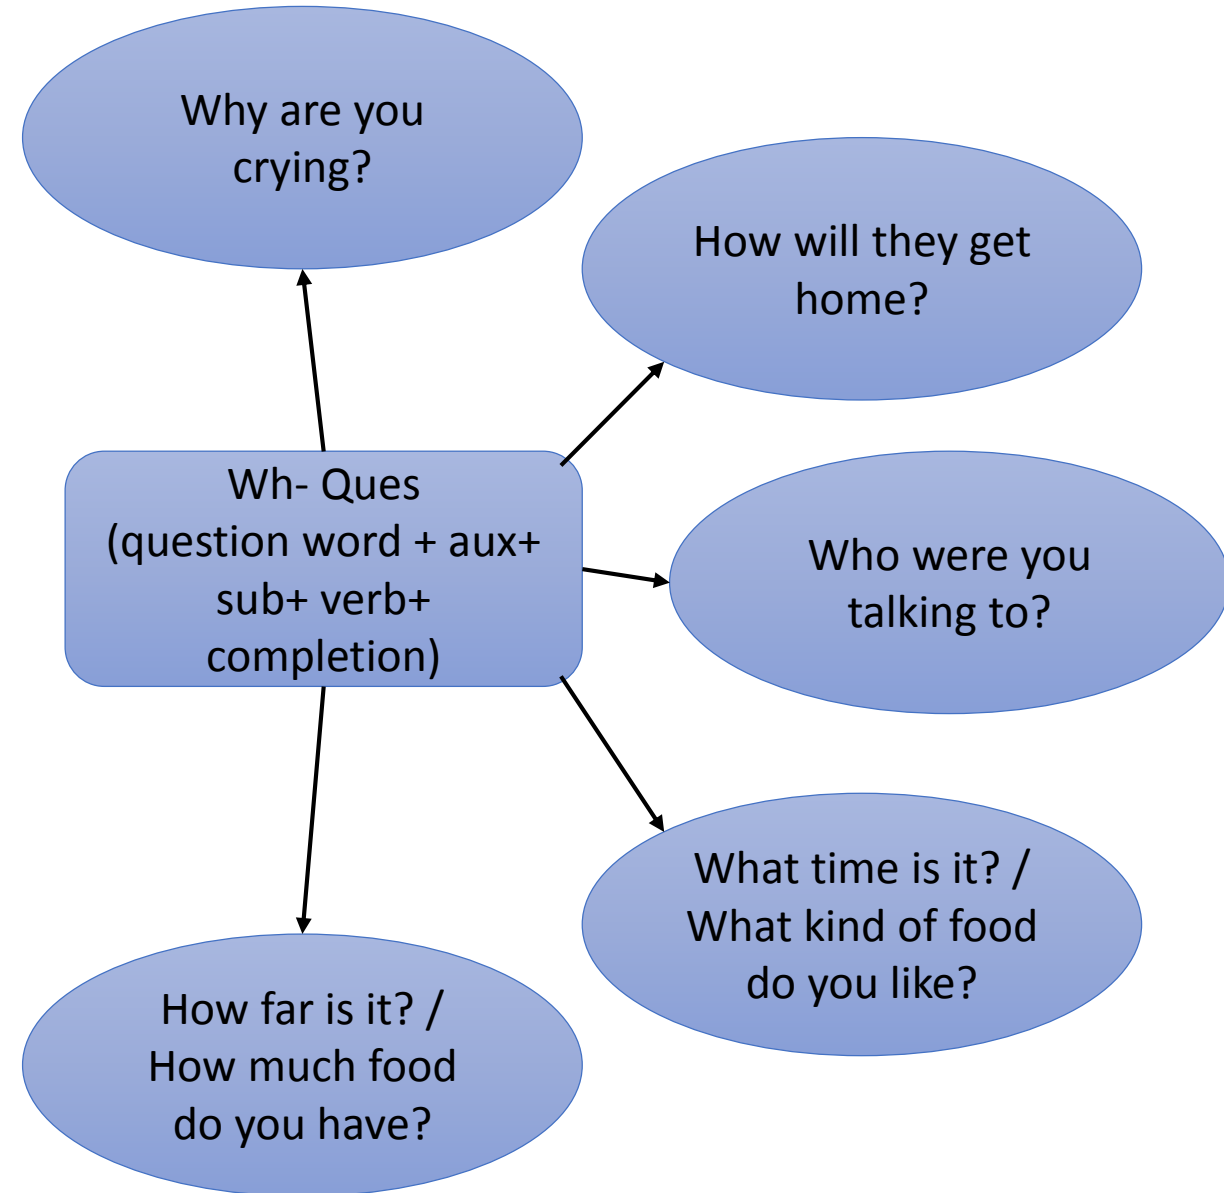 Why are you
crying?
How will they get
home?
Wh- Ques
(question word + aux+
sub+ verb+
completion)
Who were you
talking to?
What time is it? /
What kind of food
do you like?
How far is it? /
How much food
do you have?